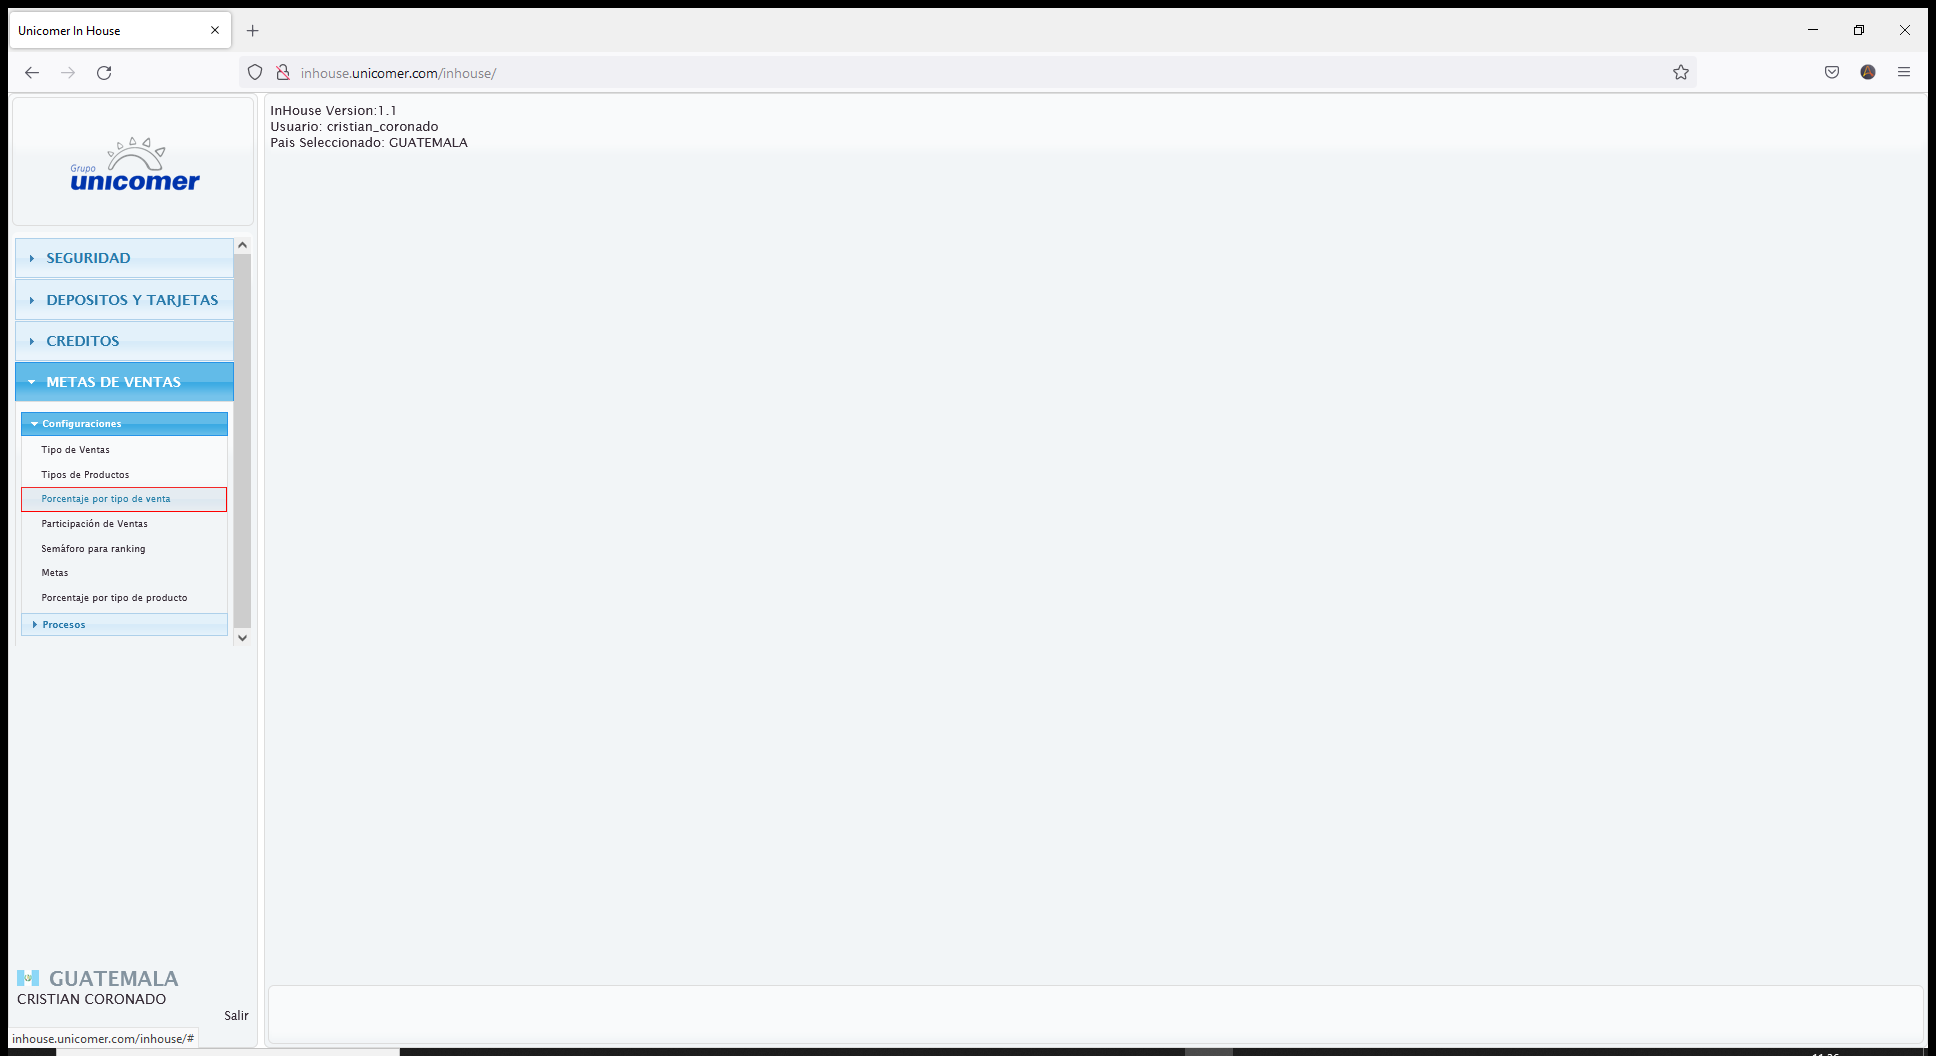 Unicomer In House
inhouse.unicomer.com/inhouse/
InHouse Version:1.1
Usuario: cristian_coronado
Pais Seleccionado: GUATEMALA
Grupo
unicomer
SEGURIDAD
DEPOSITOS Y TARJETAS
CREDITOS
METAS DE VENTAS
Configuraciones
Tipo de Ventas
Tipos de Productos
Porcentaje por tipo de venta
Participación de Ventas
Semáforo para ranking
Metas
Porcentaje por tipo de producto
Procesos
GUATEMALA
CRISTIAN CORONADO
Salir
inhouse.unicomer.com/inhouse/#